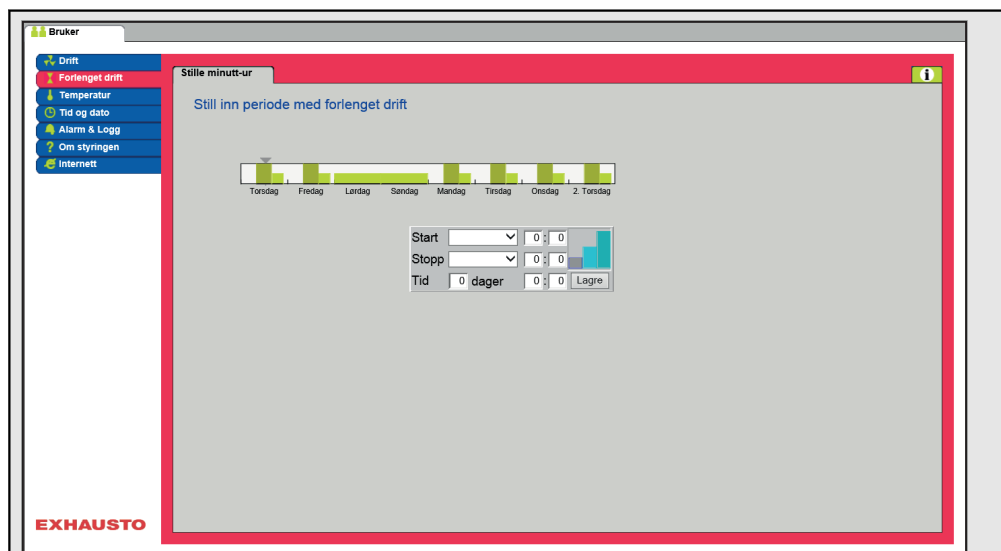 Bruker
Drift
Forlenget drift
Temperatur
Tid og dato
Alarm & Logg
Om styringen
Internett
Stille minutt-ur
i
Still inn periode med forlenget drift
Torsdag Fredag Lørdag Søndag Mandag Tirsdag Onsdag 2. Torsdag
Start 0 : 0
Stopp 0 : 0
Tid 0 dager 0 : 0 Lagre
EXHAUSTO